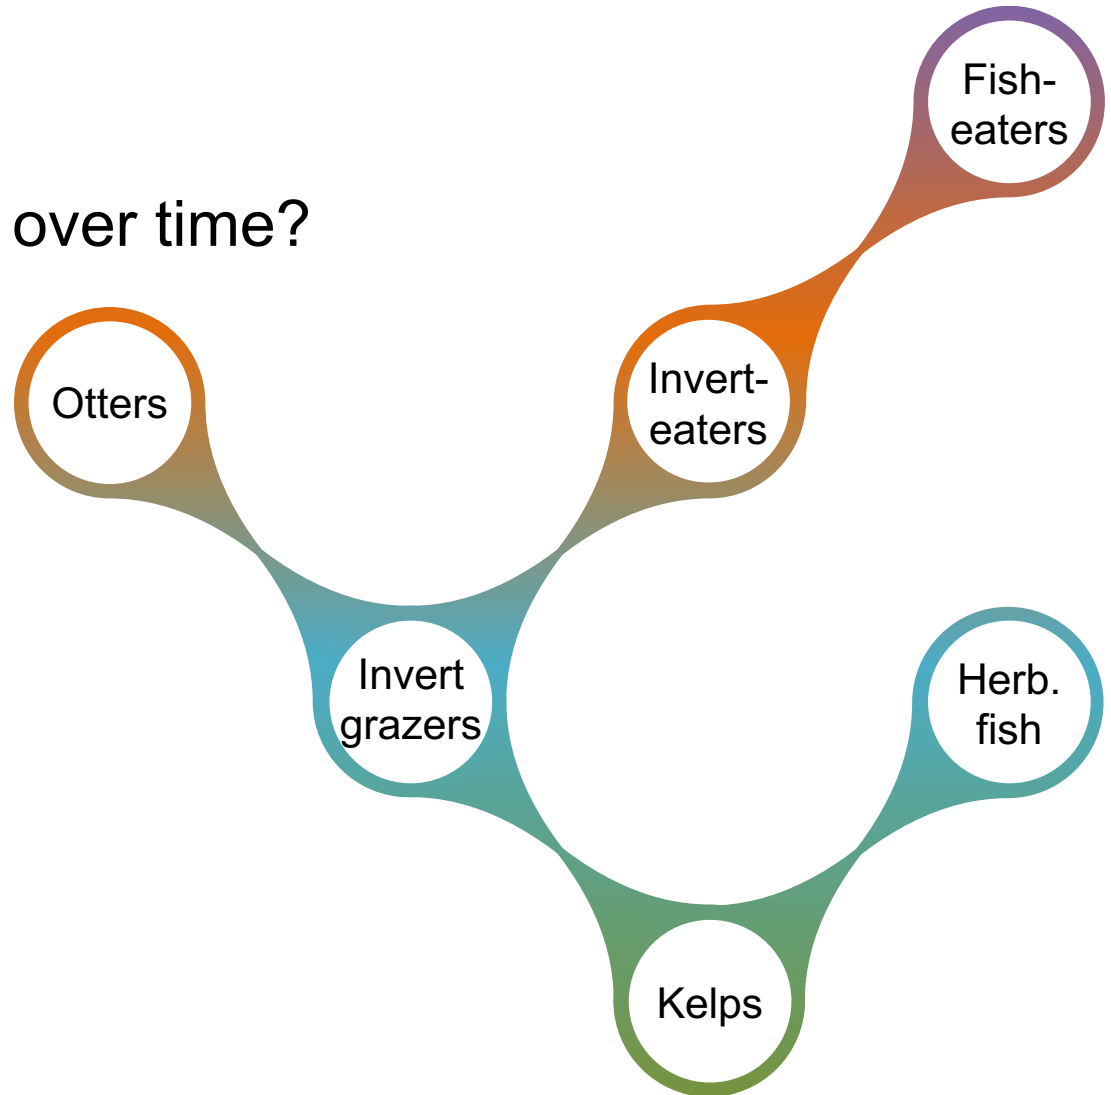 Fish-
eaters
over time?
Otters
Invert-
eaters
Invert
grazers
Herb.
fish
Kelps